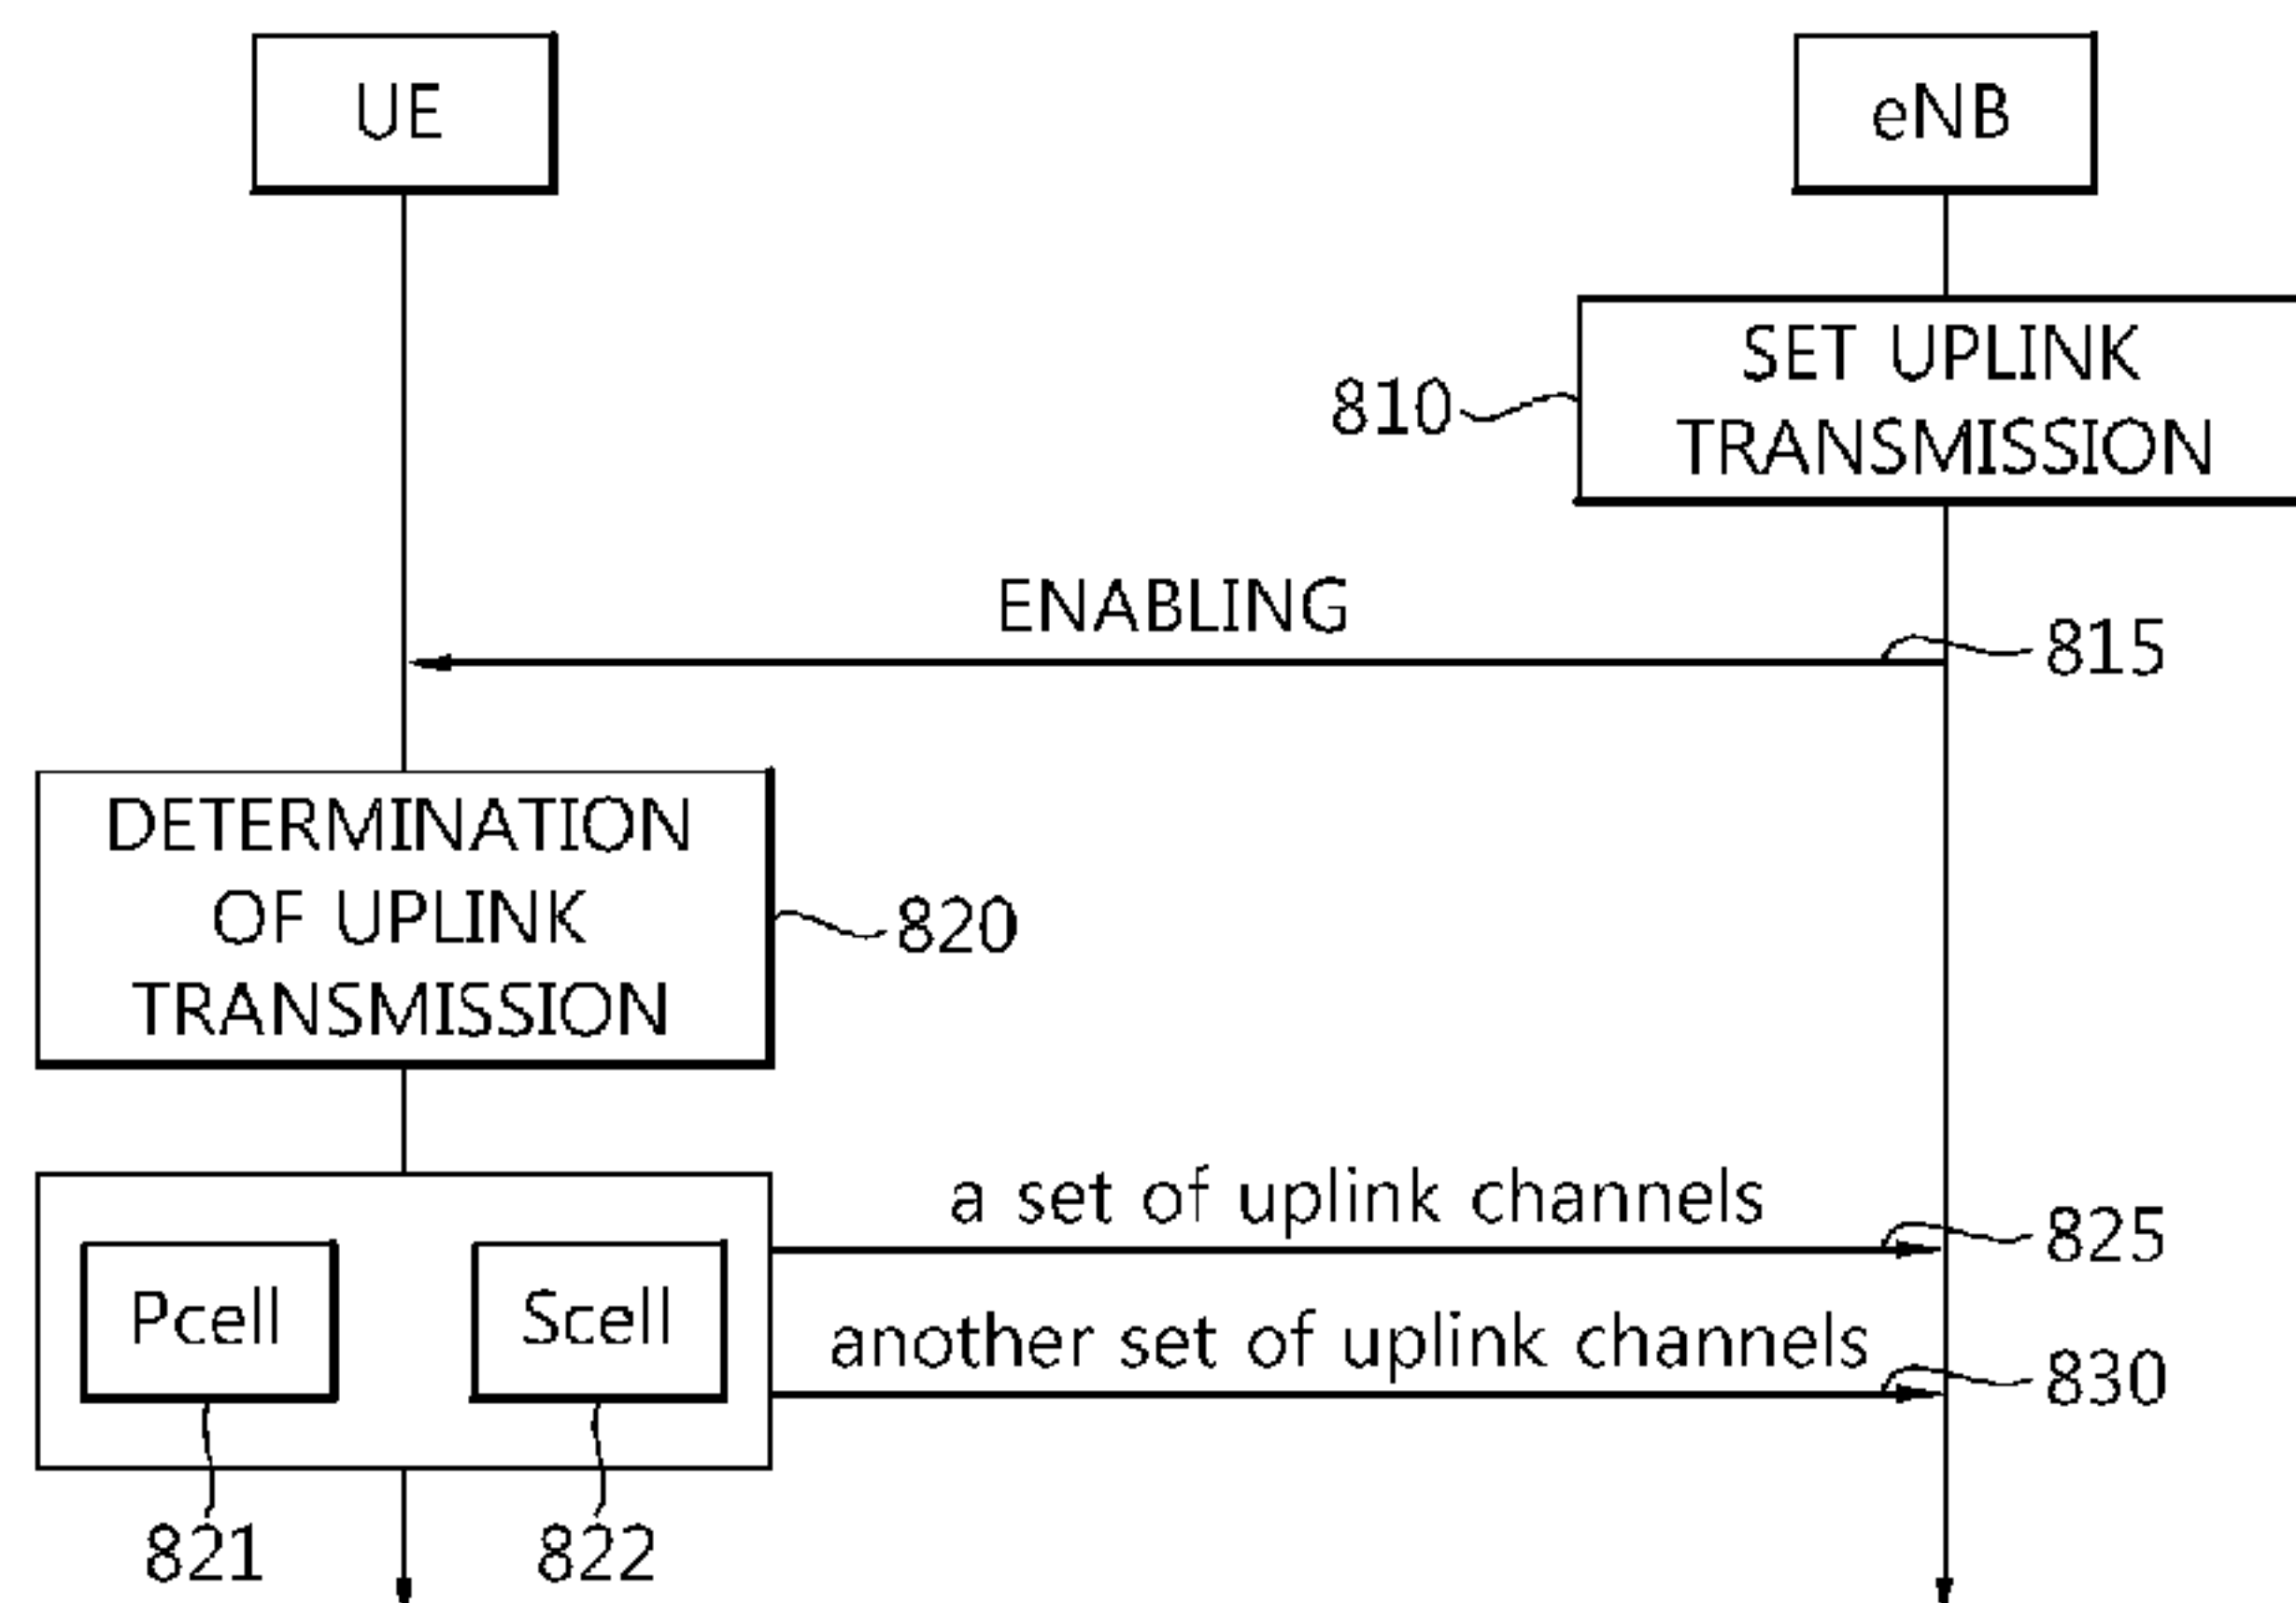 UE
eNB
SET UPLINK
TRANSMISSION
810
ENABLING
815
DETERMINATION
OF UPLINK
TRANSMISSION
820
a set of uplink channels
825
Pcell
Scell
another set of uplink channels
830
821
822